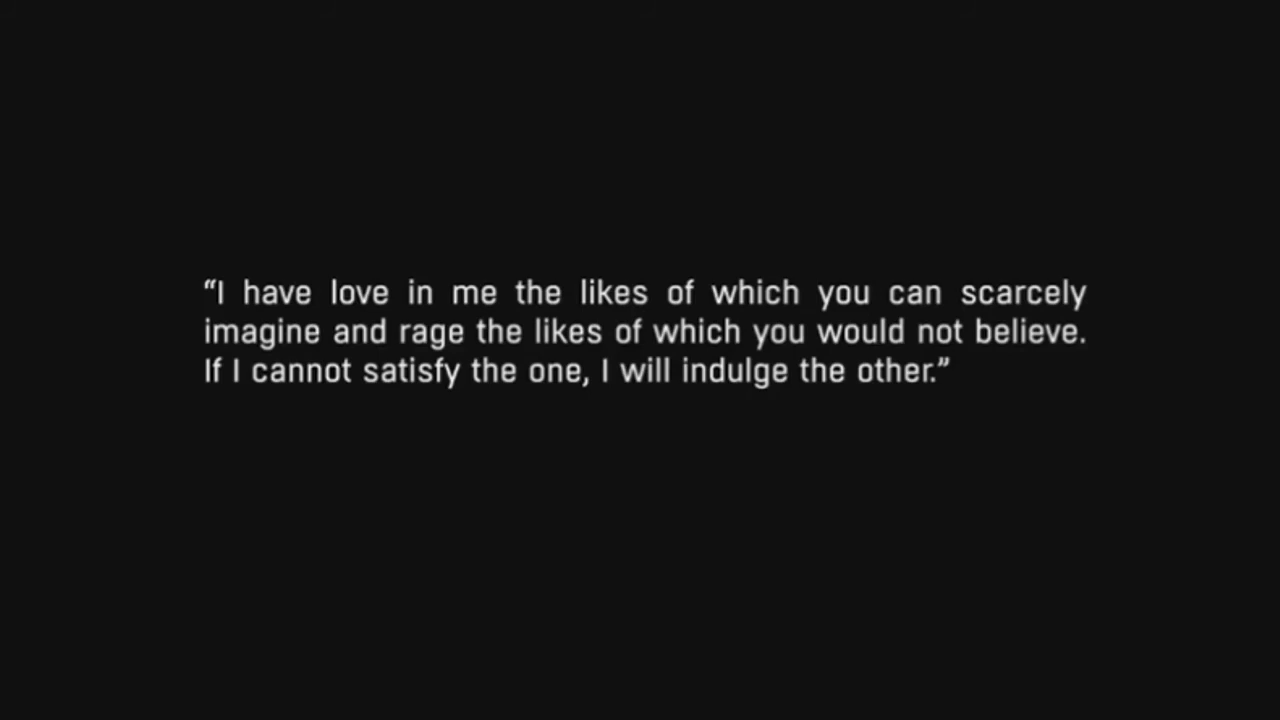 “I have love in me the likes of which you can scarcely
imagine and rage the likes of which you would not believe.
If I cannot satisfy the one, I will indulge the other.”